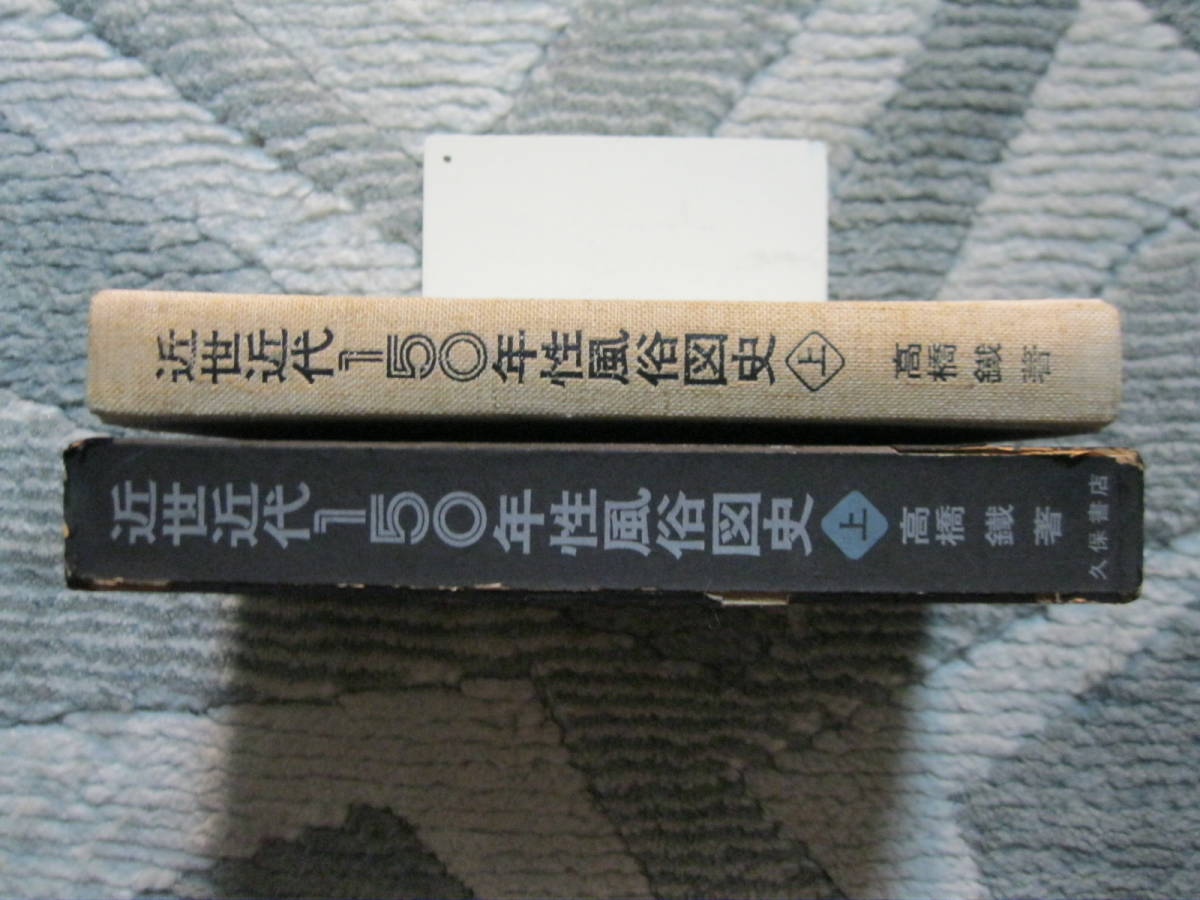 近世近代150年性風俗図史 上 高橋 鐵 著
近世近代150年性風俗図史 上 高橋 鐵 著 久保書店